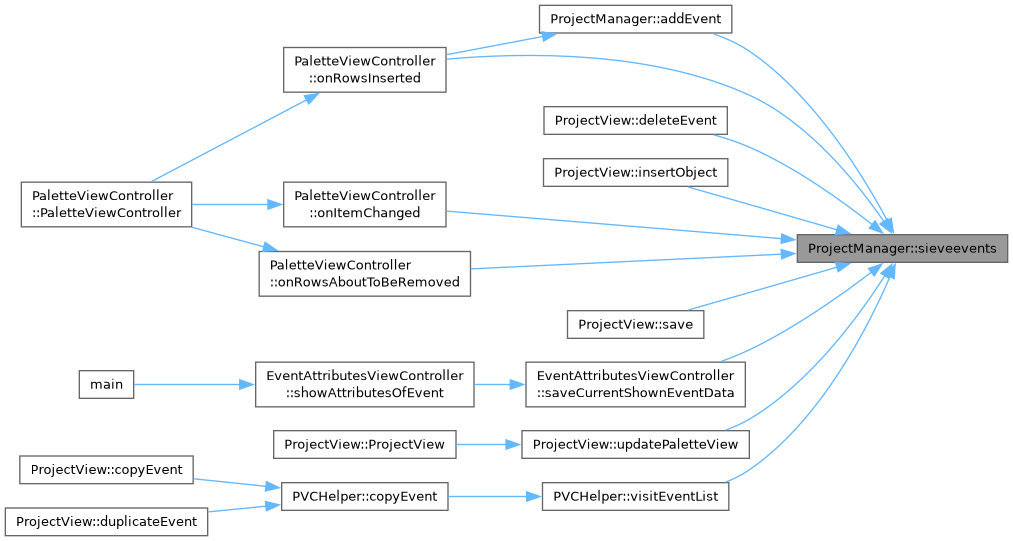 ProjectManager::addEvent
PaletteViewController
::onRowsInserted
ProjectView::deleteEvent
ProjectView::insertObject
PaletteViewController
::PaletteViewController
PaletteViewController
::onItemChanged
ProjectManager::sieveevents
PaletteViewController
::onRowsAboutToBeRemoved
ProjectView::save
main
EventAttributesViewController
::showAttributesOfEvent
EventAttributesViewController
::saveCurrentShownEventData
ProjectView::ProjectView
ProjectView::updatePaletteView
ProjectView::copyEvent
PVCHelper::copyEvent
PVCHelper::visitEventList
ProjectView::duplicateEvent